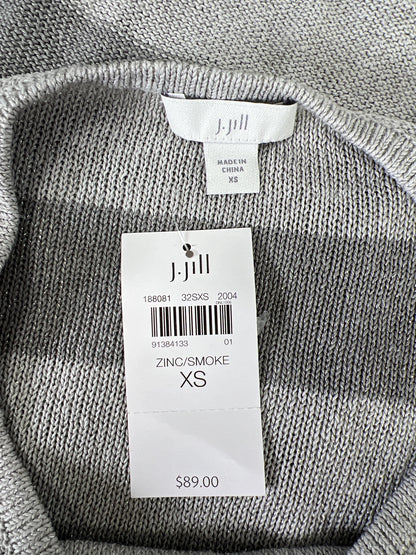 J.Jill
MADE IN
CHINA
XS
J.Jill
188081 32SXS 2004
91384133 01
ZINC/SMOKE
XS
$89.00